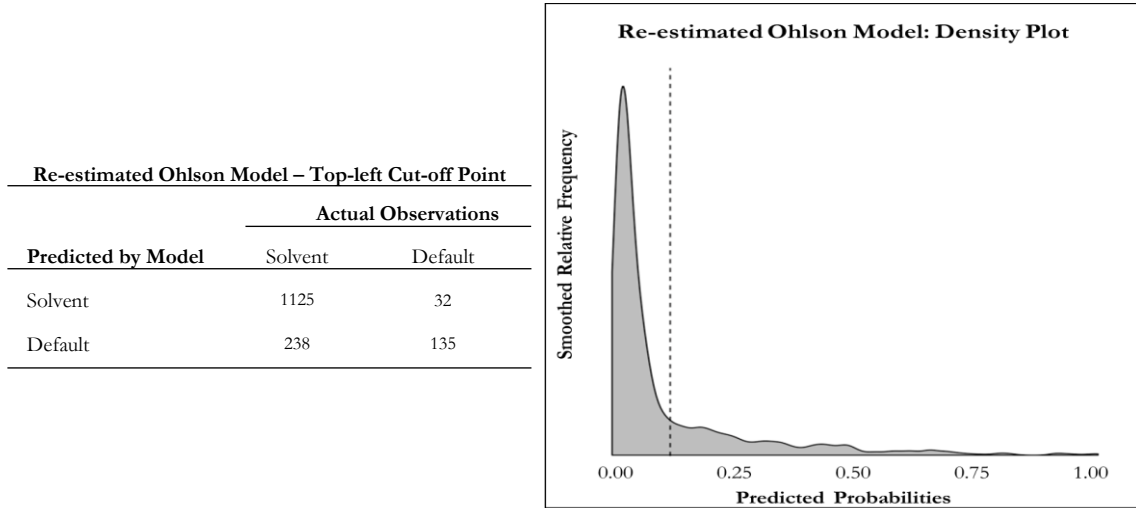 Re-estimated Ohlson Model – Top-left Cut-off Point
Actual Observations
Predicted by Model Solvent Default
Solvent 1125 32
Default 238 135
Re-estimated Ohlson Model: Density Plot
Smoothed Relative Frequency
0.00 0.25 0.50 0.75 1.00
Predicted Probabilities